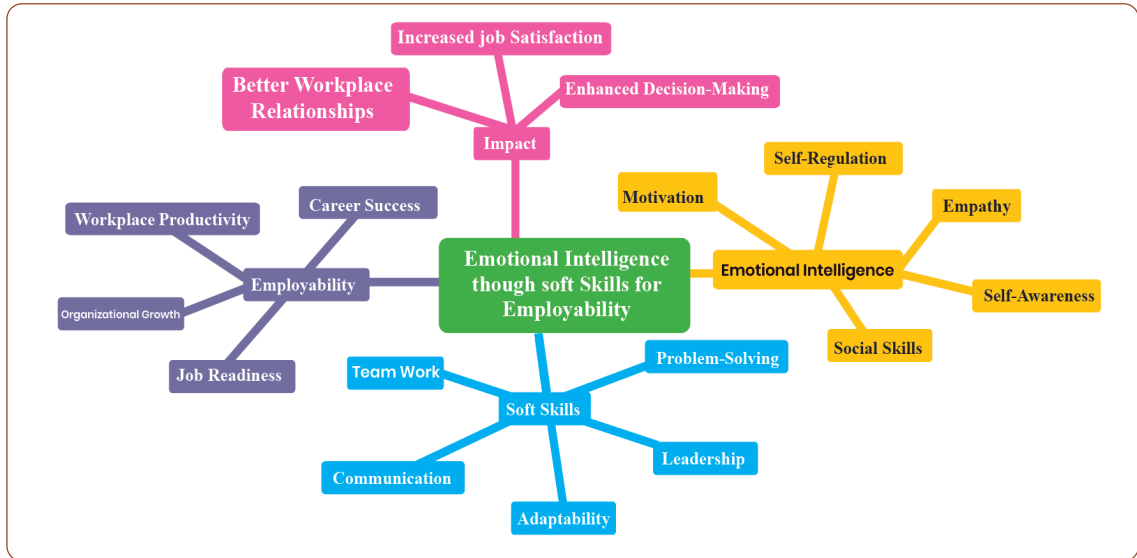 Increased job Satisfaction
Better Workplace
Relationships
Enhanced Decision-Making
Impact
Self-Regulation
Motivation
Empathy
Emotional Intelligence
Self-Awareness
Social Skills
Career Success
Workplace Productivity
Employability
Organizational Growth
Job Readiness
Emotional Intelligence
though soft Skills for
Employability
Problem-Solving
Team Work
Soft Skills
Leadership
Communication
Adaptability